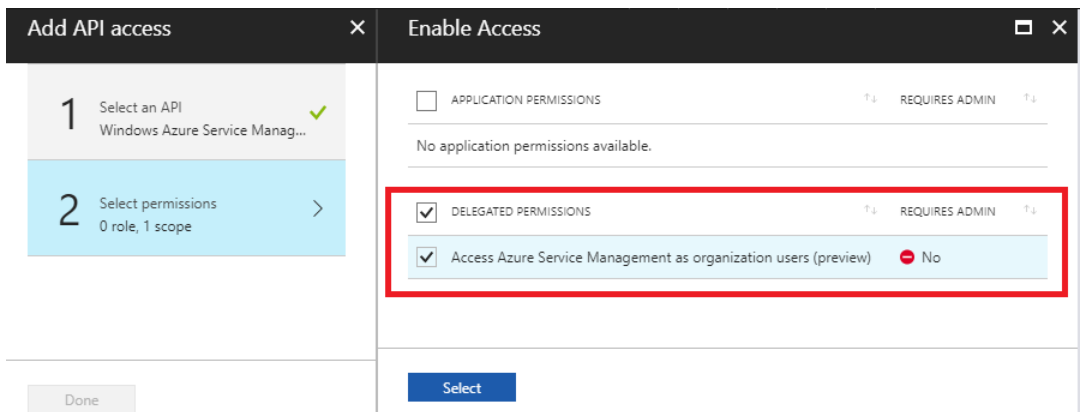 Add API access
1
Select an API
Windows Azure Service Manag...
2
Select permissions
0 role, 1 scope
Done
Enable Access
APPLICATION PERMISSIONS
REQUIRES ADMIN
No application permissions available.
DELEGATED PERMISSIONS
REQUIRES ADMIN
Access Azure Service Management as organization users (preview)
No
Select